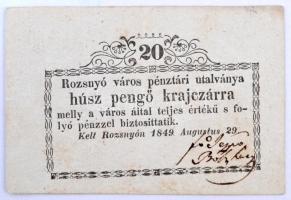 20
Rozsnyó város pénztári utalványa
húsz pengő krajczárra
melly a város által teljes értékü s fo-
lyó pénzzel biztosittatik.
Kelt Rozsnyón 1849 Augustus 29